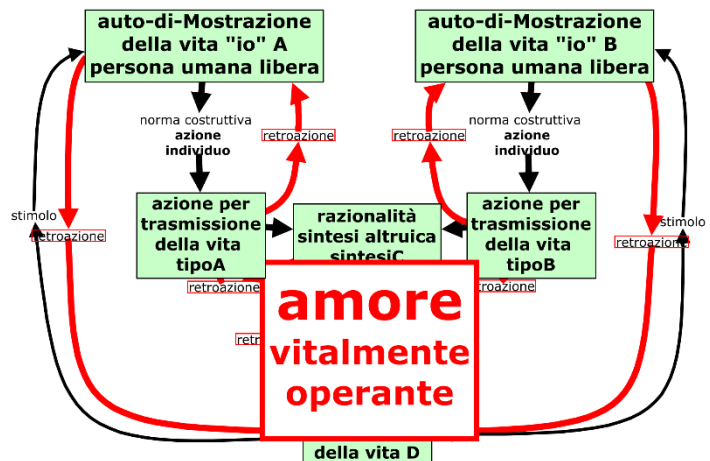 auto-di-Mostrazione
della vita "io" A
persona umana libera
auto-di-Mostrazione
della vita "io" B
persona umana libera
norma costruttiva
azione
individuo
retroazione
retroazione
norma costruttiva
azione
individuo
stimolo
retroazione
azione per
trasmissione
della vita
tipoA
razionalità
sintesi altruica
sintesiC
azione per
trasmissione
della vita
tipoB
stimolo
retroazione
retroazione
retroazione
amore
vitalmente
operante
della vita D